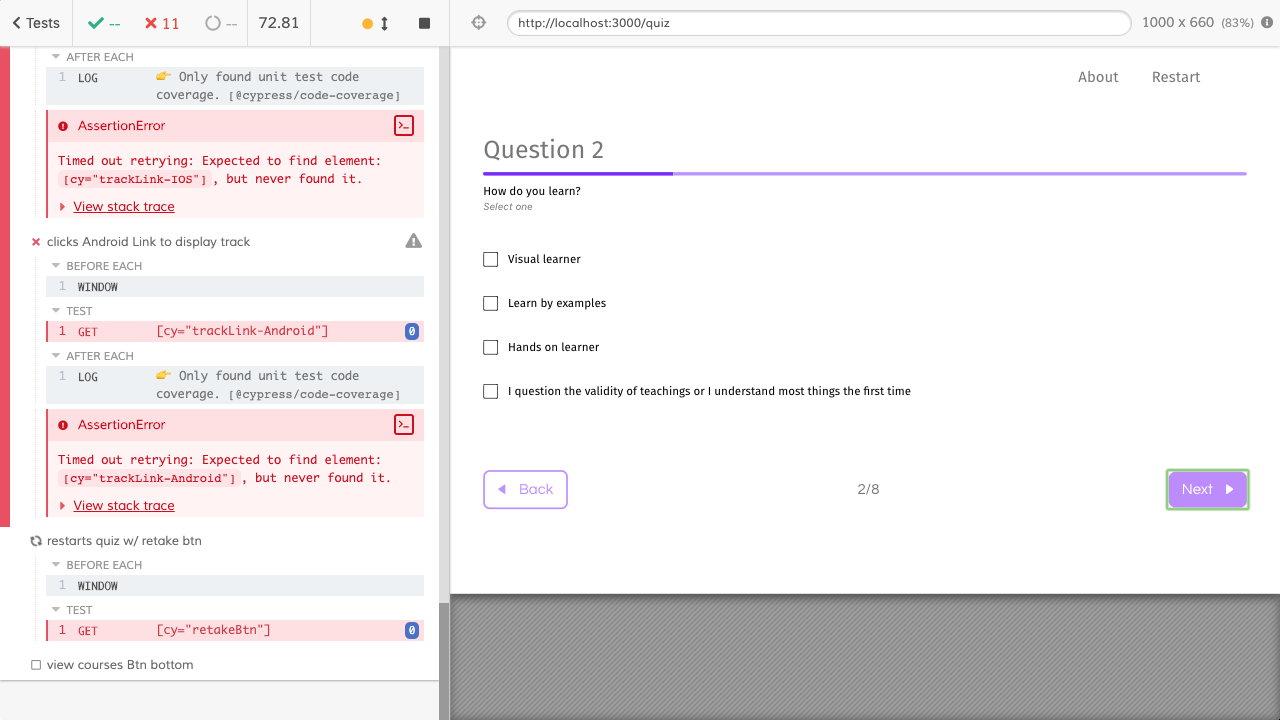 Tests
--
11
--
72.81
http://localhost:3000/quiz
1000 x 660 (83%)
AFTER EACH
1 LOG 👉 Only found unit test code
coverage. [@cypress/code-coverage]
AssertionError
Timed out retrying: Expected to find element:
[cy="trackLink-IOS"], but never found it.
View stack trace
clicks Android Link to display track
BEFORE EACH
1 WINDOW
TEST
1 GET [cy="trackLink-Android"] 0
AFTER EACH
1 LOG 👉 Only found unit test code
coverage. [@cypress/code-coverage]
AssertionError
Timed out retrying: Expected to find element:
[cy="trackLink-Android"], but never found it.
View stack trace
restarts quiz w/ retake btn
BEFORE EACH
1 WINDOW
TEST
1 GET [cy="retakeBtn"] 0
view courses Btn bottom
About Restart
Question 2
How do you learn?
Select one
Visual learner
Learn by examples
Hands on learner
I question the validity of teachings or I understand most things the first time
Back 2/8 Next